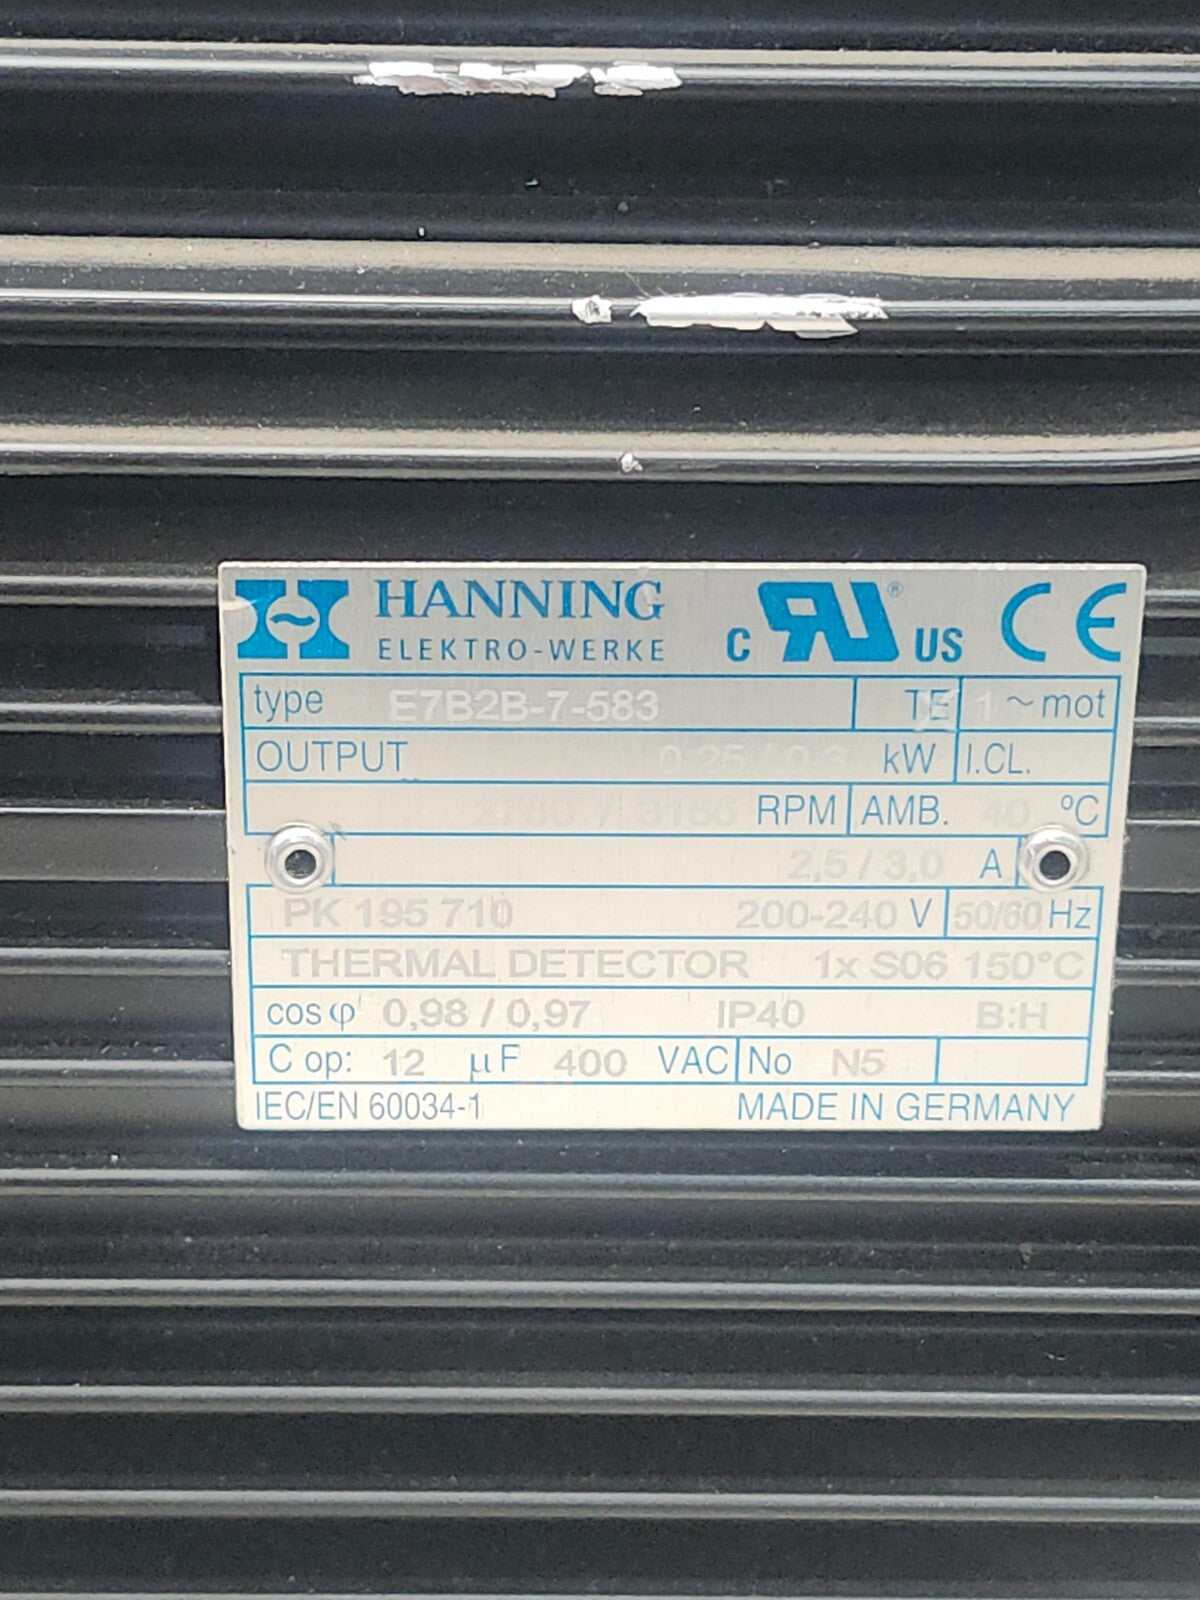 HANNING
ELEKTRO-WERKE
C RU® US CE
type E7B2B-7-583 TE 1~mot
OUTPUT 0,25 / 0,3 kW I.CL.
/ 3155 RPM AMB. 40 ºC
2,5 / 3,0 A
PK 195 710 200-240 V 50/60 Hz
THERMAL DETECTOR 1x S06 150°C
cos φ 0,98 / 0,97 IP40 B:H
C op: 12 µF 400 VAC No N5
IEC/EN 60034-1 MADE IN GERMANY